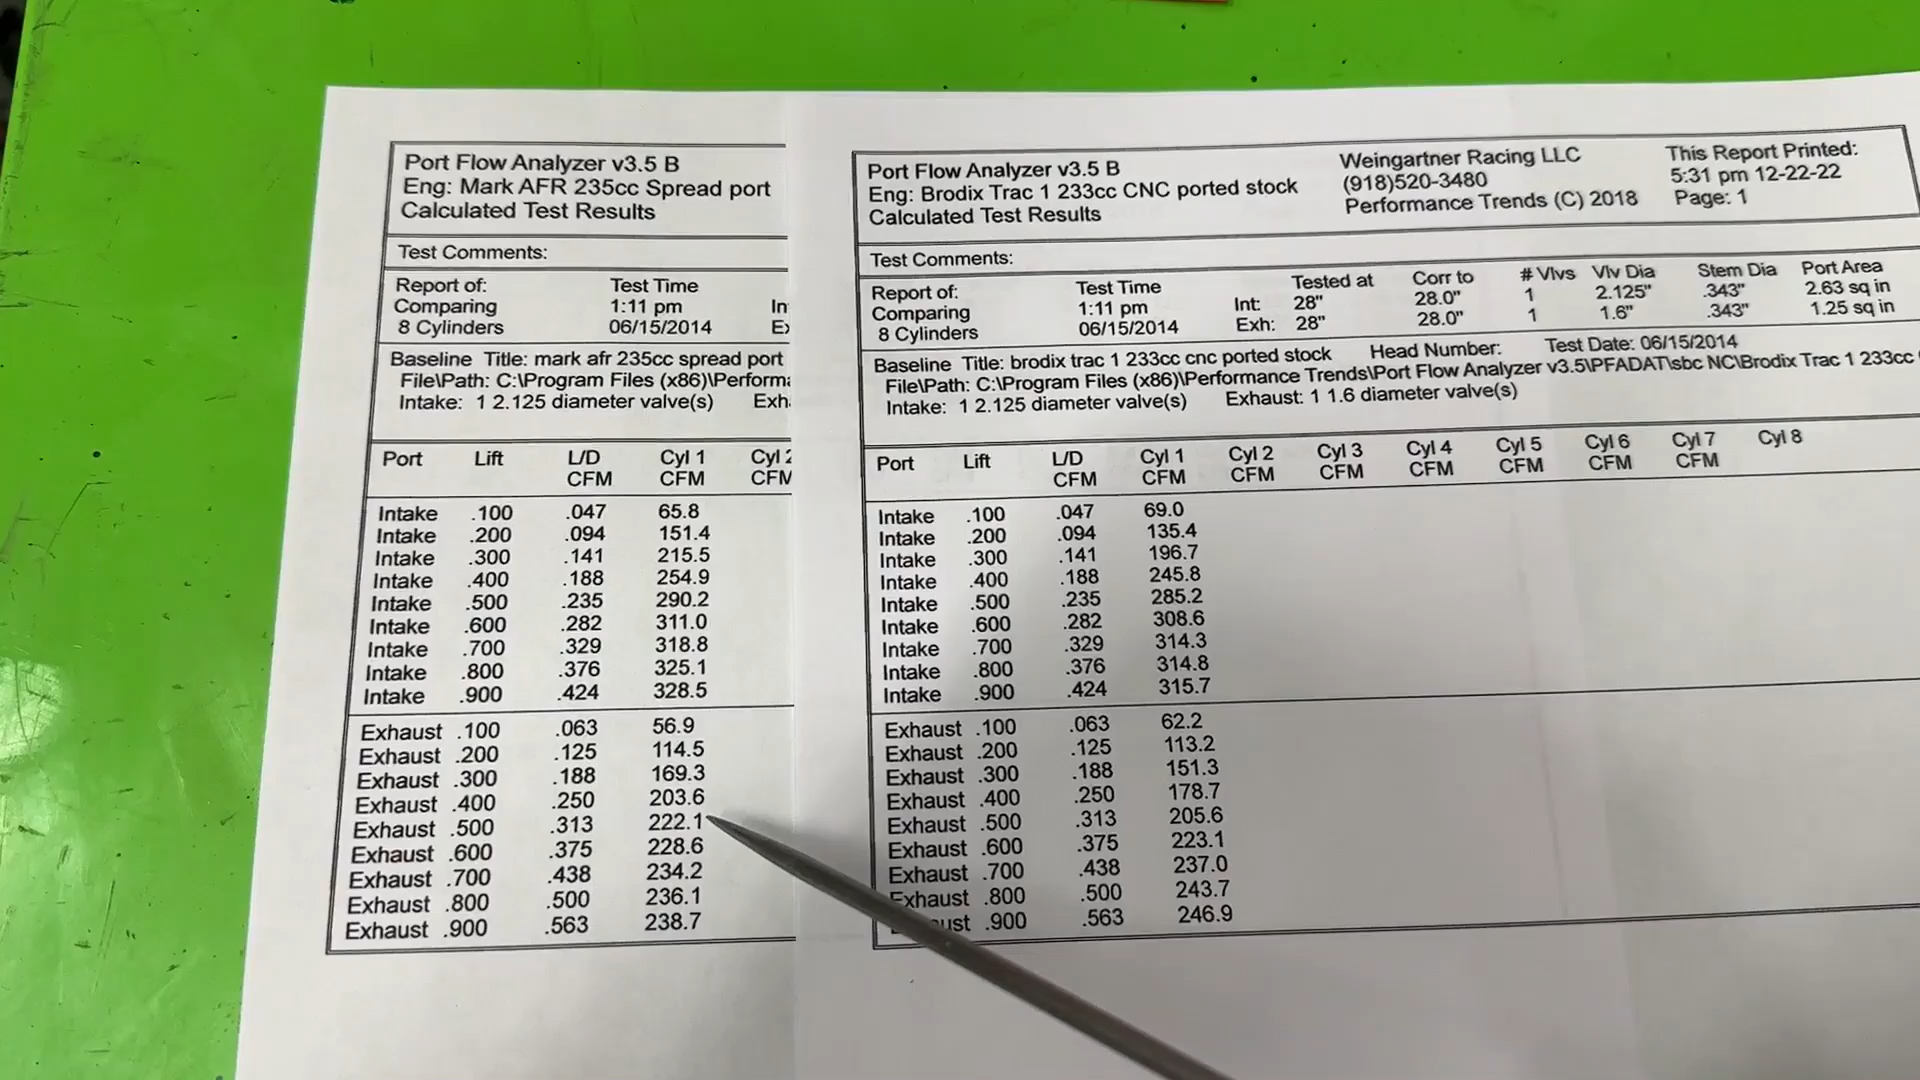 Port Flow Analyzer v3.5 B
Eng: Mark AFR 235cc Spread port
Calculated Test Results
Test Comments:
Report of: Test Time
Comparing 1:11 pm In
8 Cylinders 06/15/2014 Ex
Baseline Title: mark afr 235cc spread port
File\Path: C:\Program Files (x86)\Perform
Intake: 1 2.125 diameter valve(s) Exh
Port Lift L/D Cyl 1 Cyl 2
CFM CFM CFM
Intake .100 .047 65.8
Intake .200 .094 151.4
Intake .300 .141 215.5
Intake .400 .188 254.9
Intake .500 .235 290.2
Intake .600 .282 311.0
Intake .700 .329 318.8
Intake .800 .376 325.1
Intake .900 .424 328.5
Exhaust .100 .063 56.9
Exhaust .200 .125 114.5
Exhaust .300 .188 169.3
Exhaust .400 .250 203.6
Exhaust .500 .313 222.1
Exhaust .600 .375 228.6
Exhaust .700 .438 234.2
Exhaust .800 .500 236.1
Exhaust .900 .563 238.7
Port Flow Analyzer v3.5 B Weingartner Racing LLC This Report Printed:
Eng: Brodix Trac 1 233cc CNC ported stock (918)520-3480 5:31 pm 12-22-22
Calculated Test Results Performance Trends (C) 2018 Page: 1
Test Comments:
Report of: Test Time Tested at Corr to # Vlvs Vlv Dia Stem Dia Port Area
Comparing 1:11 pm Int: 28" 28.0" 1 2.125" .343" 2.63 sq in
8 Cylinders 06/15/2014 Exh: 28" 28.0" 1 1.6" .343" 1.25 sq in
Baseline Title: brodix trac 1 233cc cnc ported stock Head Number: Test Date: 06/15/2014
File\Path: C:\Program Files (x86)\Performance Trends\Port Flow Analyzer v3.5\PFADAT\sbc NC\Brodix Trac 1 233cc
Intake: 1 2.125 diameter valve(s) Exhaust: 1 1.6 diameter valve(s)
Port Lift L/D Cyl 1 Cyl 2 Cyl 3 Cyl 4 Cyl 5 Cyl 6 Cyl 7 Cyl 8
CFM CFM CFM CFM CFM CFM CFM CFM
Intake .100 .047 69.0
Intake .200 .094 135.4
Intake .300 .141 196.7
Intake .400 .188 245.8
Intake .500 .235 285.2
Intake .600 .282 308.6
Intake .700 .329 314.3
Intake .800 .376 314.8
Intake .900 .424 315.7
Exhaust .100 .063 62.2
Exhaust .200 .125 113.2
Exhaust .300 .188 151.3
Exhaust .400 .250 178.7
Exhaust .500 .313 205.6
Exhaust .600 .375 223.1
Exhaust .700 .438 237.0
Exhaust .800 .500 243.7
ust .900 .563 246.9